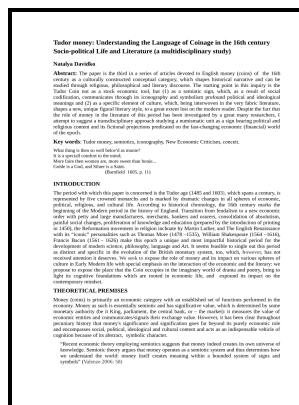 Tudor money: Understanding the Language of Coinage in the 16th century
Socio-political Life and Literature (a multidisciplinary study)
Natalya Davidko
Abstract: The paper is the third in a series of articles devoted to English money (coins) of the 16th
century as a culturally constructed conceptual category, which shapes historical narrative and can be
studied through religious, philosophical and literary discourse. The starting point in this inquiry is the
Tudor Coin not as a stock economic tool, but (1) as a semiotic sign, which, as a result of social
codification, communicates through its iconography and symbolism profound political and ideological
meanings and (2) as a specific element of culture, which, being interwoven in the very fabric literature,
shapes a new, unique figural literary style, to a great extent lost on the modern reader. Despite the fact that
the role of money in the literature of this period has been investigated by a great many researchers, I
attempt to suggest a transdisciplinary approach studying a numismatic coin as a sign bearing political and
religious content and its fictional projections predicated on the fast-changing economic (financial) world
of the epoch.
Key words: Tudor money, semiotics, iconography, New Economic Criticism, conceit.
What thing is then so well belov'd as monie?
It is a special comfort to the mind.
More faire then women are, more sweet than honie...
Guide is a God, and Silver is a Saint.
(Barnfield 1605, p. 11)
INTRODUCTION
The period with which this paper is concerned is the Tudor age (1485 and 1603), which spans a century, is
represented by five crowned monarchs and is marked by dramatic changes in all spheres of economic,
political, religious, and cultural life. According to historical chronology, the 16th century marks the
beginning of the Modern period in the history of England. Transition from feudalism to a new economic
order with petty and large manufactures, merchants, bankers and usurers, consolidation of absolutism,
painful social changes, proliferation of knowledge and education (prepared by the introduction of printing
in 1450), the Reformation movement in religion inchoate by Martin Luther, and The English Renaissance
with its "iconic" personalities such as Thomas More (1478 -1535), William Shakespeare (1564 -1616),
Francis Bacon (1561 - 1626) make this epoch a unique and most impartial historical period for the
development of modern science, philosophy, language and Art. It seems feasible to single out this period
as distinct and specific in the evolution of the British monetary system, too, which, however, has not
received attention it deserves. We seek to expose the role of money and its impact on various spheres of
culture in Early Modern life with special emphasis on the interaction of the economic and the literary; we
propose to expose the place that the Coin occupies in the imaginary world of drama and poetry, bring to
light its cognitive foundations which are rooted in economic life, and expound its impact on the
contemporary mindset.
THEORETICAL PREMISES
Money (coins) is primarily an economic category with an established set of functions performed in the
economy. Money as such is essentially semiotic and has significative value, which is determined by some
monetary authority (be it King, parliament, the central bank, or – the market): it measures the value of
economic entities and communicates/signals their exchange value. However, it has been clear throughout
pecuniary history that money's significance and signification goes far beyond its purely economic role
and encompasses social, political, ideological and cultural content and acts as an indispensable vehicle of
cognition because of its abstract, symbolic character.
"Recent economic theory employing semiotics suggests that money indeed creates its own universe of
knowledge. Semiotic theory argues that money operates as a semiotic system and thus determines how
we understand the world: money itself creates meaning within a bounded system of signs and
symbols" (Valenze 2006: 58)